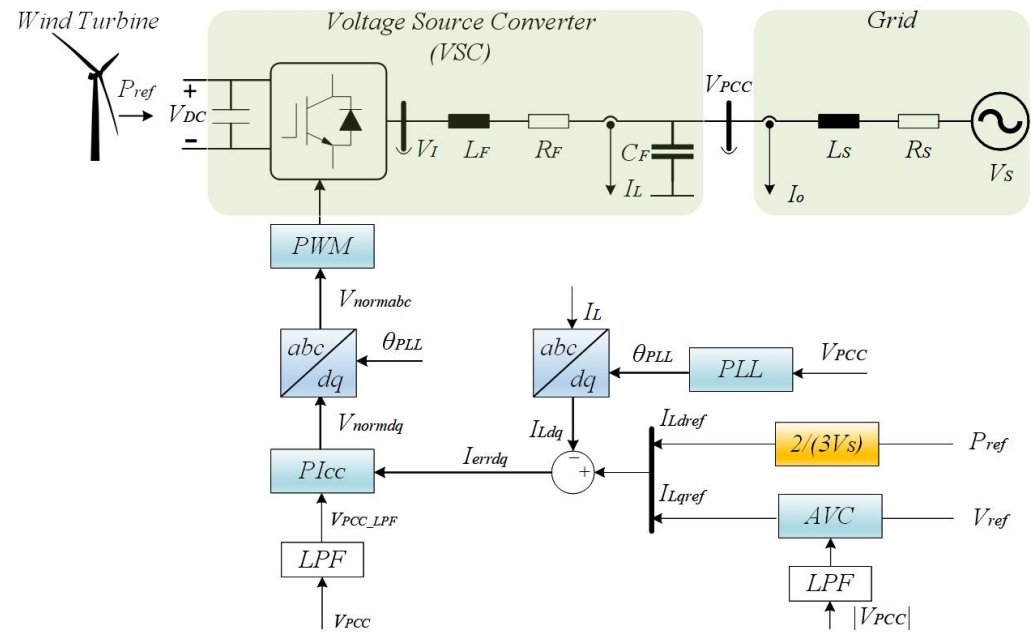 Wind Turbine
Voltage Source Converter
(VSC)
Grid
Pref
+
VDC
-
VI
LF
RF
CF
IL
VPCC
Io
Ls
Rs
Vs
PWM
Vnormabc
abc
dq
θPLL
IL
abc
dq
θPLL
PLL
VPCC
Vnormdq
ILdq
ILdref
2/(3Vs)
Pref
PIcc
Ierrdq
-
+
ILqref
AVC
Vref
VPCC_LPF
LPF
LPF
VPCC
|VPCC|